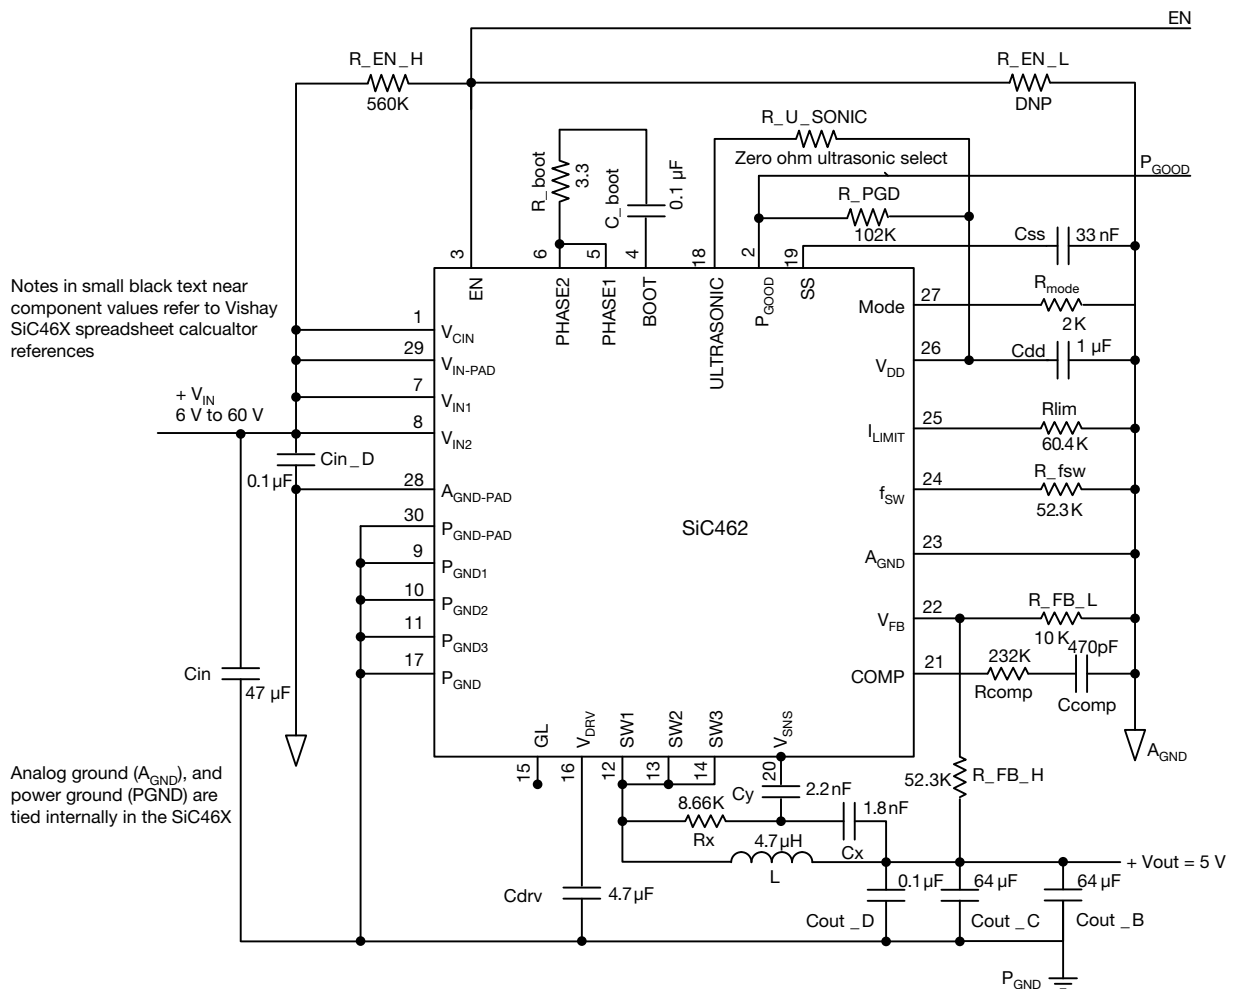 EN
R_EN_H
560K
R_EN_L
DNP
R_U_SONIC
Zero ohm ultrasonic select
PGOOD
R_boot
3.3
C_boot
0.1 µF
R_PGD
102K
Css
33 nF
3
6
5
4
18
2
19
EN
PHASE2
PHASE1
BOOT
ULTRASONIC
PGOOD
SS
Notes in small black text near
component values refer to Vishay
SiC46X spreadsheet calcualtor
references
+ VIN
6 V to 60 V
1
VCIN
29
VIN-PAD
7
VIN1
8
VIN2
Cin_D
0.1µF
28
AGND-PAD
30
PGND-PAD
9
PGND1
10
PGND2
11
PGND3
17
PGND
SiC462
Mode
27
Rmode
2K
VDD
26
Cdd
1 µF
ILIMIT
25
Rlim
60.4K
fSW
24
R_fsw
52.3K
AGND
23
VFB
22
R_FB_L
10K
COMP
21
232K
Rcomp
470pF
Ccomp
AGND
Cin
47 µF
Analog ground (AGND), and
power ground (PGND) are
tied internally in the SiC46X
GL
VDRV
SW1
SW2
SW3
VSNS
15
16
12
13
14
20
52.3K
R_FB_H
Cy
2.2nF
8.66K
Rx
1.8nF
Cx
4.7µH
L
+ Vout = 5 V
Cdrv
4.7µF
0.1µF
Cout_D
64µF
Cout_C
64µF
Cout_B
PGND